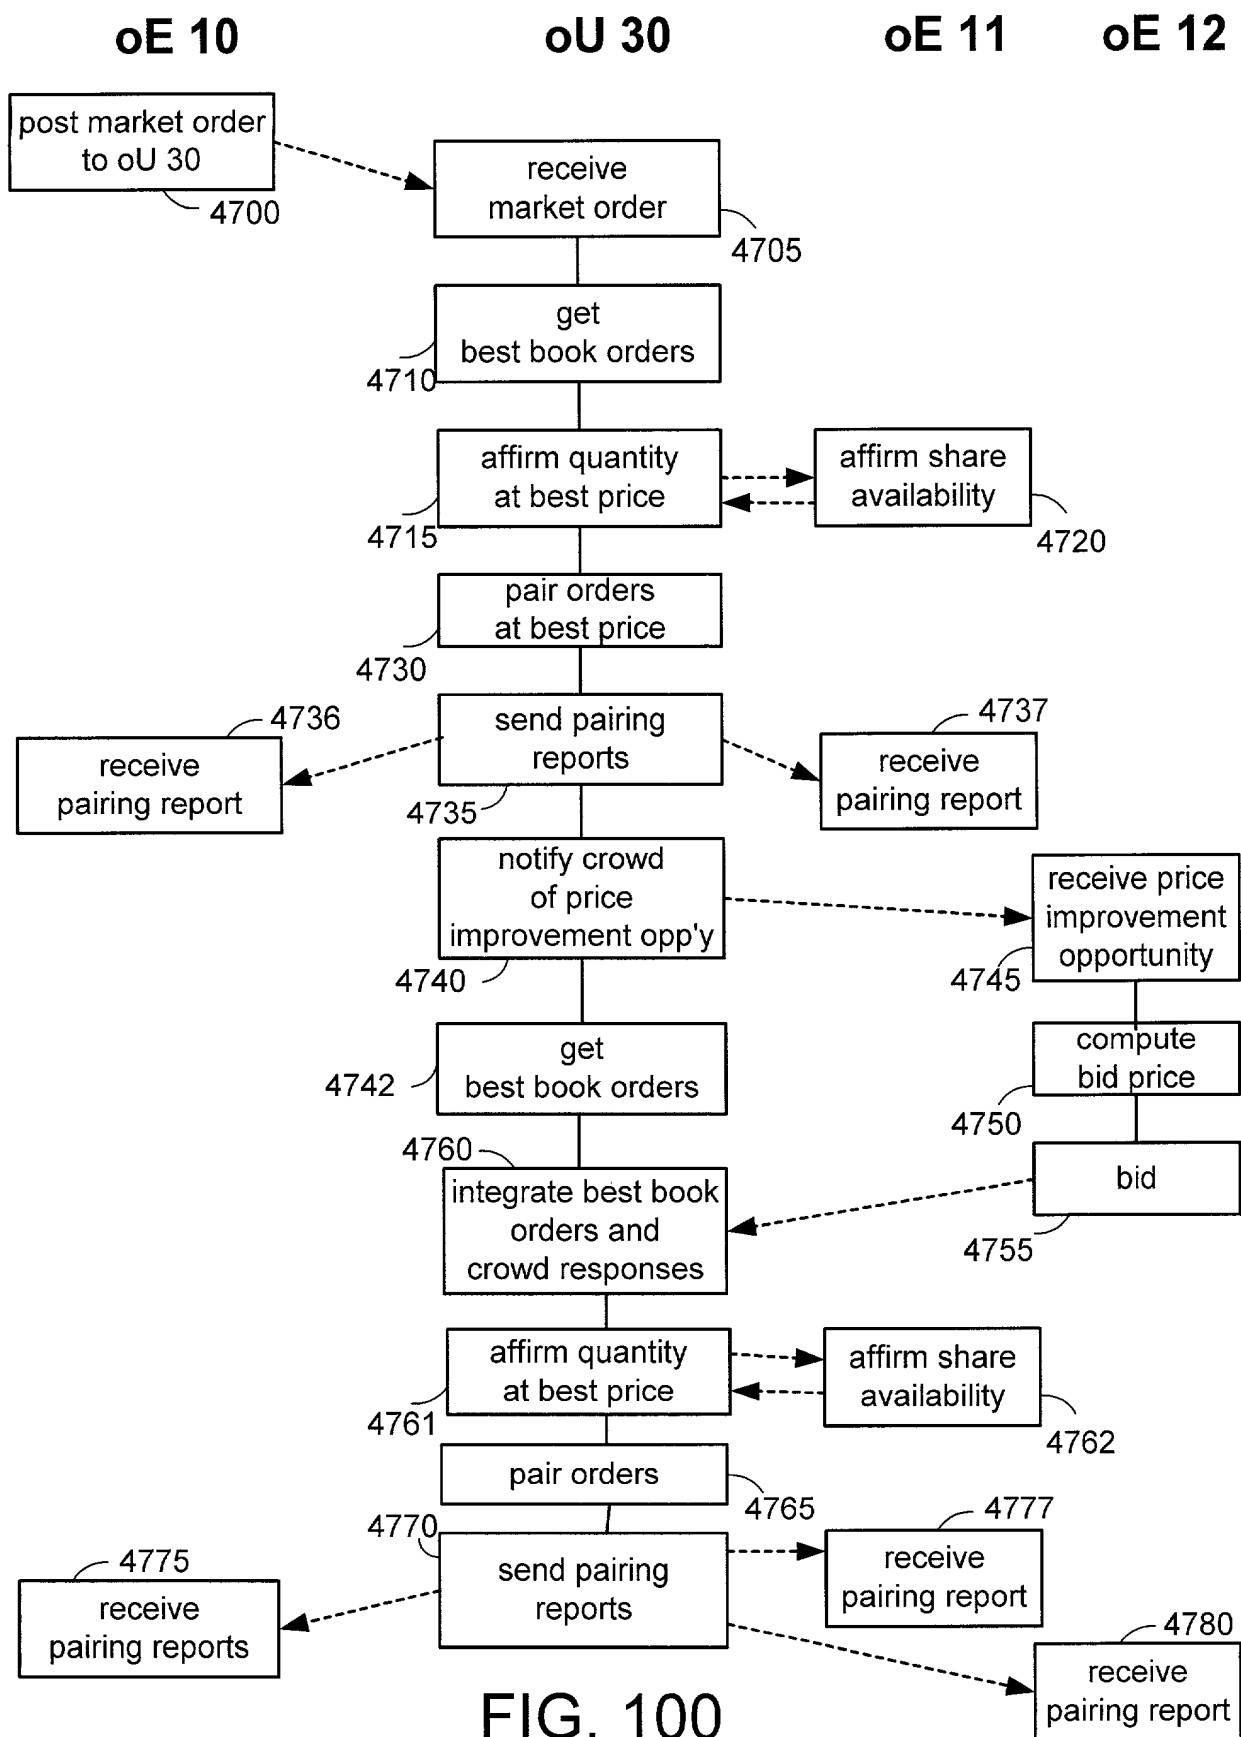 oE 10
oU 30
oE 11
oE 12
post market order
to oU 30
4700
receive
market order
4705
get
best book orders
4710
affirm quantity
at best price
4715
affirm share
availability
4720
pair orders
at best price
4730
send pairing
reports
4735
4736
receive
pairing report
4737
receive
pairing report
notify crowd
of price
improvement opp'y
4740
receive price
improvement
opportunity
4745
get
best book orders
4742
compute
bid price
4750
bid
4755
4760
integrate best book
orders and
crowd responses
affirm quantity
at best price
4761
affirm share
availability
4762
pair orders
4765
4770
send pairing
reports
4775
receive
pairing reports
4777
receive
pairing report
4780
receive
pairing report
FIG. 100